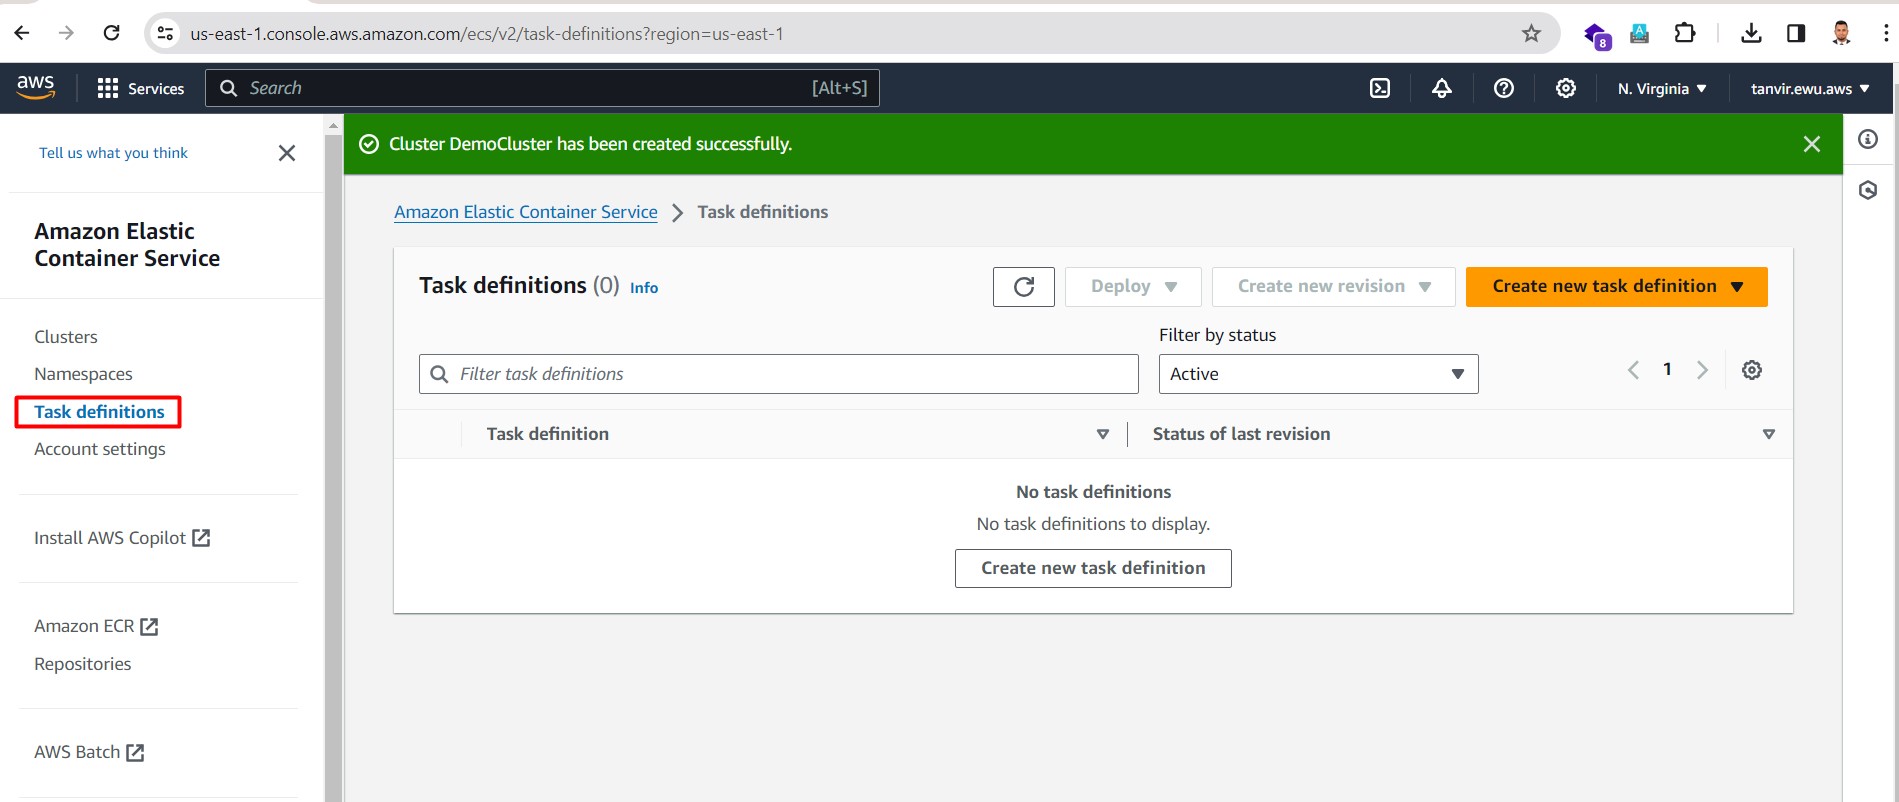 us-east-1.console.aws.amazon.com/ecs/v2/task-definitions?region=us-east-1
8
aws
Services
Search
[Alt+S]
N. Virginia
tanvir.ewu.aws
Tell us what you think
Cluster DemoCluster has been created successfully.
Amazon Elastic Container Service
Amazon Elastic Container Service
Task definitions
Clusters
Namespaces
Task definitions
Account settings
Install AWS Copilot
Amazon ECR
Repositories
AWS Batch
Task definitions (0) Info
Deploy
Create new revision
Create new task definition
Filter by status
Filter task definitions
Active
1
Task definition
Status of last revision
No task definitions
No task definitions to display.
Create new task definition